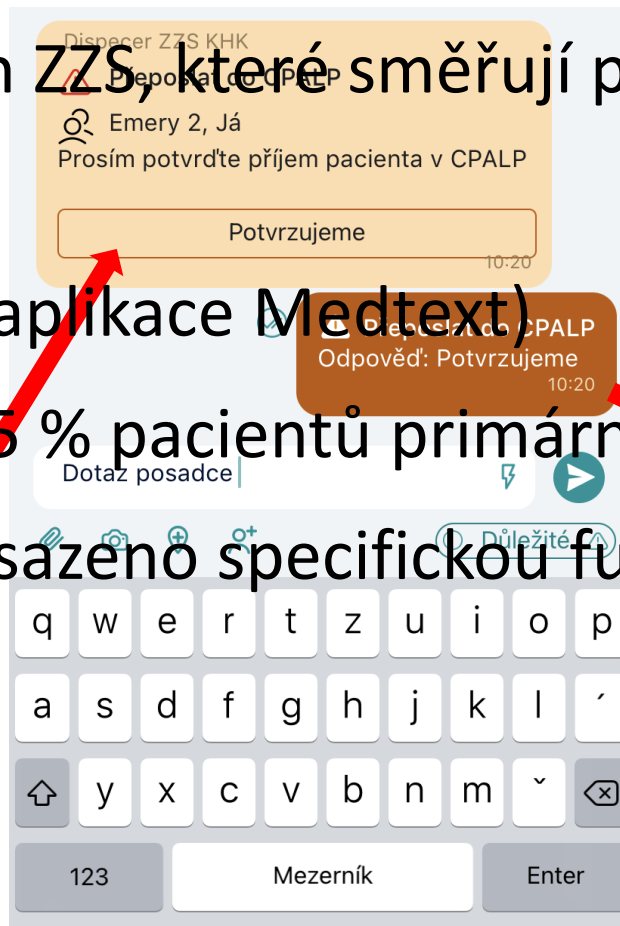 Dispecer ZZS KHK
ZZS, které směřují p
Přeposlat do CPALP
Emery 2, Já
Prosím potvrďte příjem pacienta v CPALP
Potvrzujeme
10:20
aplikace Medtext)
Přeposlat do CPALP
Odpověď: Potvrzujeme
10:20
5 % pacientů primárn
Dotaz posadce
sazeno specifickou fu
Důležité
q w e r t z u i o p
a s d f g h j k l ´
y x c v b n m ˇ
123 Mezerník Enter